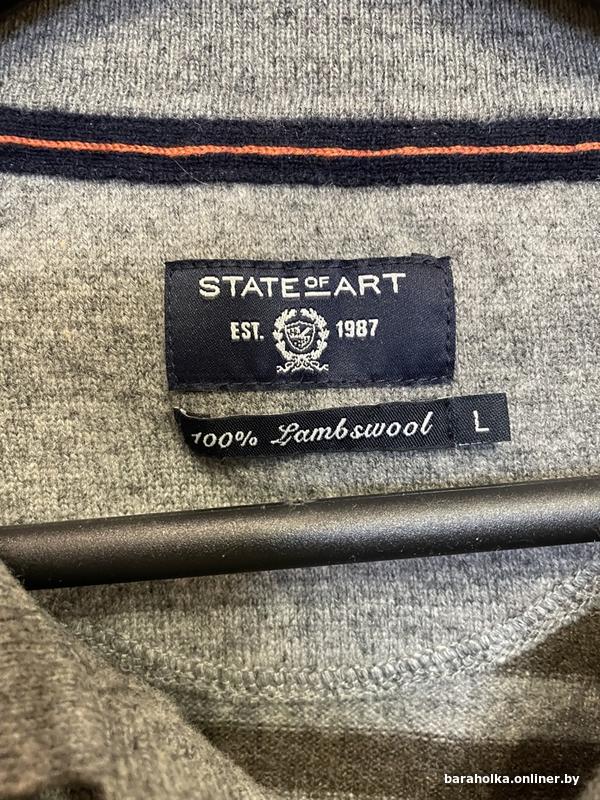 STATE OF ART
EST. 1987
100% Lambswool L
baraholka.onliner.by